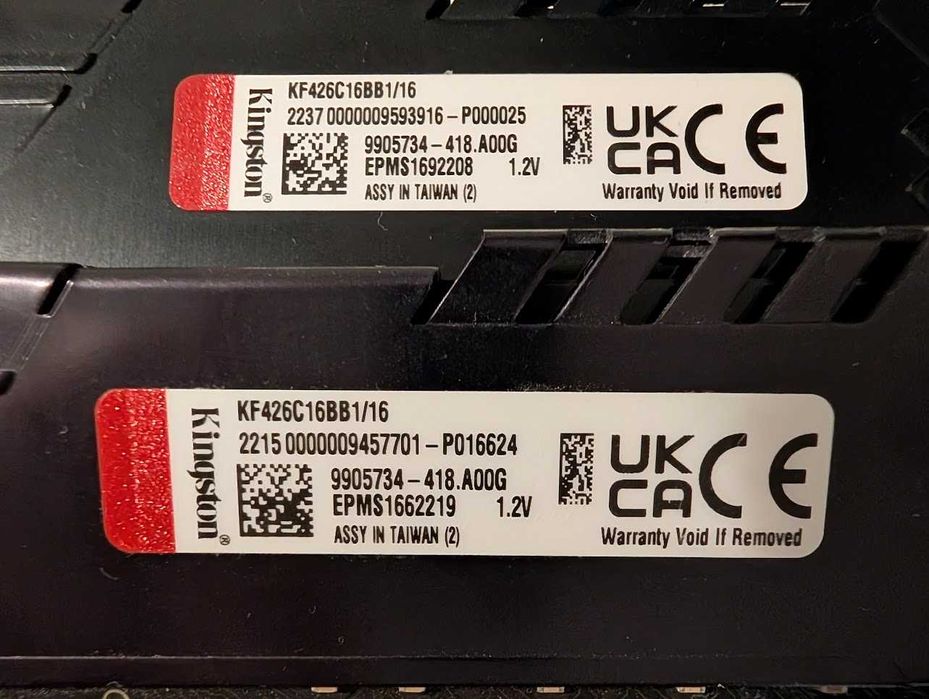 Kingston®
KF426C16BB1/16
2237 0000009593916-P000025
9905734-418.A00G
EPMS1692208 1.2V
ASSY IN TAIWAN (2)
UK
CA CE
Warranty Void If Removed
Kingston®
KF426C16BB1/16
2215 0000009457701-P016624
9905734-418.A00G
EPMS1662219 1.2V
ASSY IN TAIWAN (2)
UK
CA CE
Warranty Void If Removed